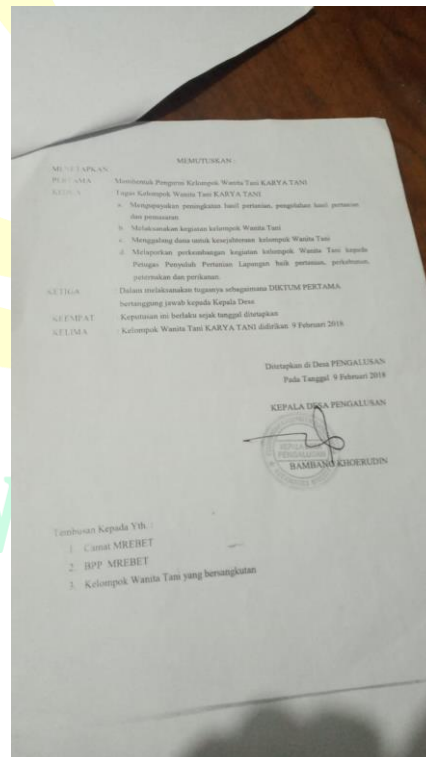 MEMUTUSKAN :
MENETAPKAN
PERTAMA : Membentuk Pengurus Kelompok Wanita Tani KARYA TANI
KEDUA : Tugas Kelompok Wanita Tani KARYA TANI
a. Mengupayakan peningkatan hasil pertanian, pengolahan hasil pertanian
dan pemasaran
b. Melaksanakan kegiatan kelompok Wanita Tani
c. Menggalang dana untuk kesejahteraan kelompok Wanita Tani
d. Melaporkan perkembangan kegiatan kelompok Wanita Tani kepada
Petugas Penyuluh Pertanian Lapangan baik pertanian, perkebunan,
peternakan dan perikanan.
KETIGA : Dalam melaksanakan tugasnya sebagaimana DIKTUM PERTAMA
bertanggung jawab kepada Kepala Desa
KEEMPAT : Keputusan ini berlaku sejak tanggal ditetapkan
KELIMA : Kelompok Wanita Tani KARYA TANI didirikan 9 Februari 2018
Ditetapkan di Desa PENGALUSAN
Pada Tanggal 9 Februari 2018
KEPALA DESA PENGALUSAN
KEPALA
PENGALUSAN
BAMBANG KHOERUDIN
Tembusan Kepada Yth :
1. Camat MREBET
2. BPP MREBET
3. Kelompok Wanita Tani yang bersangkutan